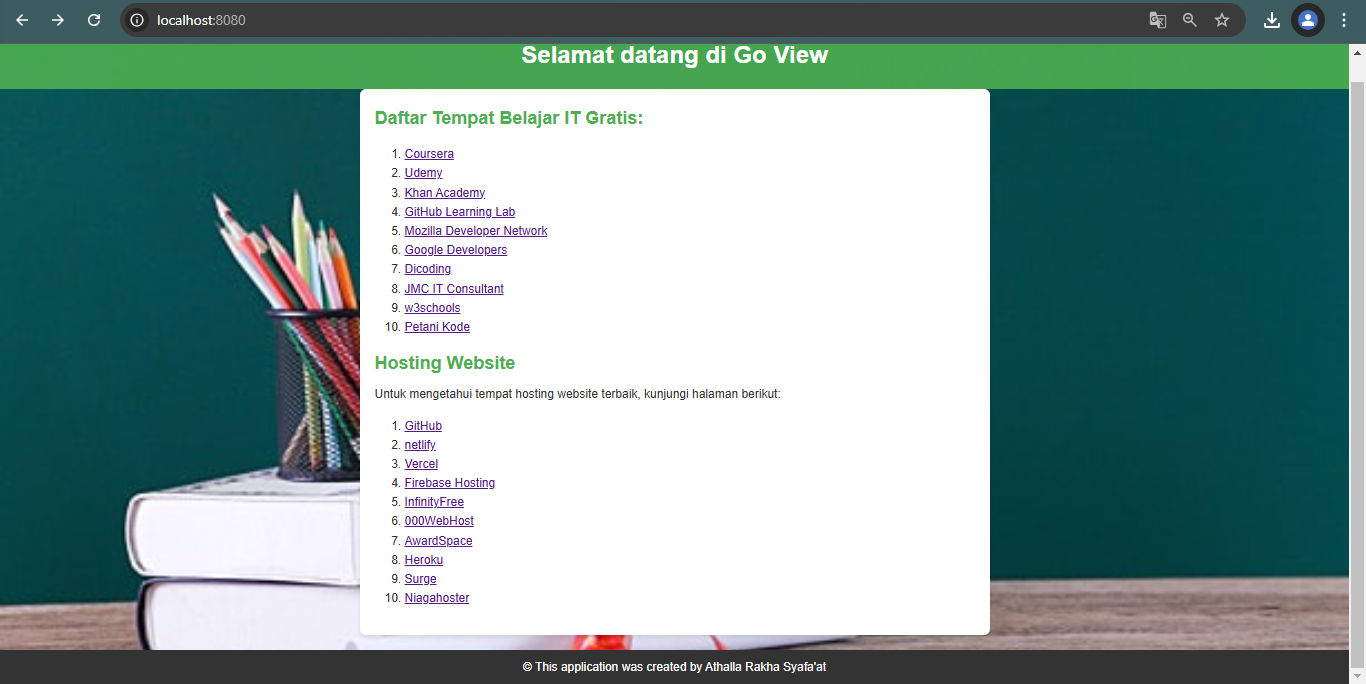 localhost:8080
Selamat datang di Go View
Daftar Tempat Belajar IT Gratis:
1. Coursera
2. Udemy
3. Khan Academy
4. GitHub Learning Lab
5. Mozilla Developer Network
6. Google Developers
7. Dicoding
8. JMC IT Consultant
9. w3schools
10. Petani Kode
Hosting Website
Untuk mengetahui tempat hosting website terbaik, kunjungi halaman berikut:
1. GitHub
2. netlify
3. Vercel
4. Firebase Hosting
5. InfinityFree
6. 000WebHost
7. AwardSpace
8. Heroku
9. Surge
10. Niagahoster
© This application was created by Athalla Rakha Syafa'at